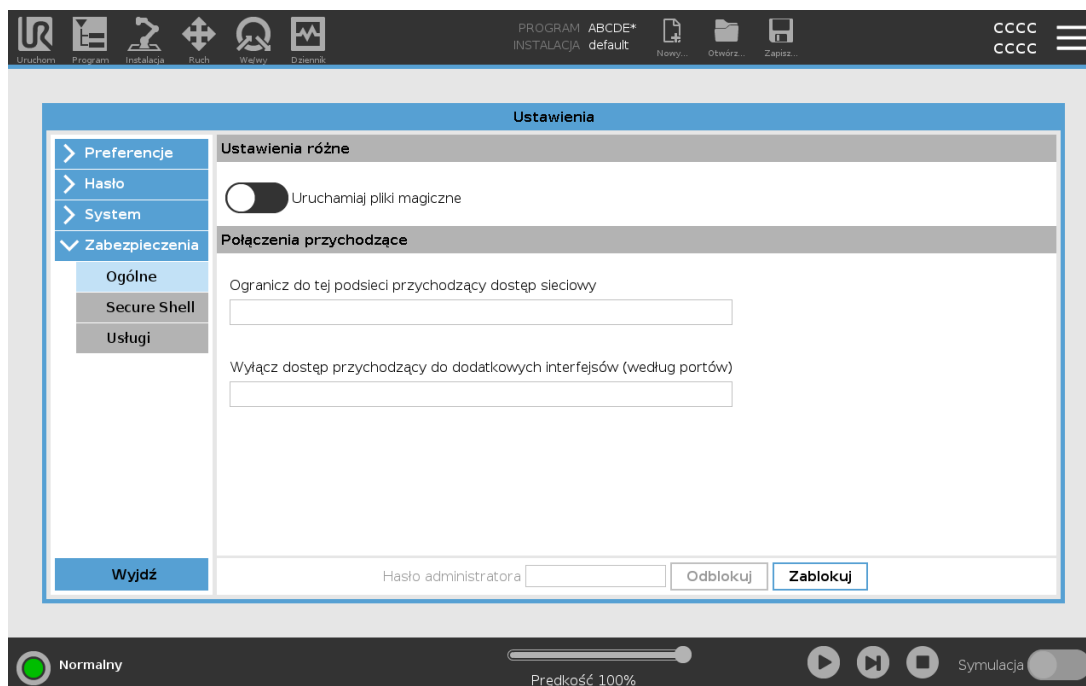 PROGRAM ABCDE*
INSTALACJA default
CCCC
CCCC
Uruchom Program Instalacja Ruch We/wy Dziennik Nowy... Otwórz... Zapisz...
Ustawienia
Preferencje
Hasło
System
Zabezpieczenia
Ogólne
Secure Shell
Usługi
Wyjdź
Ustawienia różne
Uruchamiaj pliki magiczne
Połączenia przychodzące
Ogranicz do tej podsieci przychodzący dostęp sieciowy
Wyłącz dostęp przychodzący do dodatkowych interfejsów (według portów)
Hasło administratora Odblokuj Zablokuj
Normalny
Prędkość 100%
Symulacja